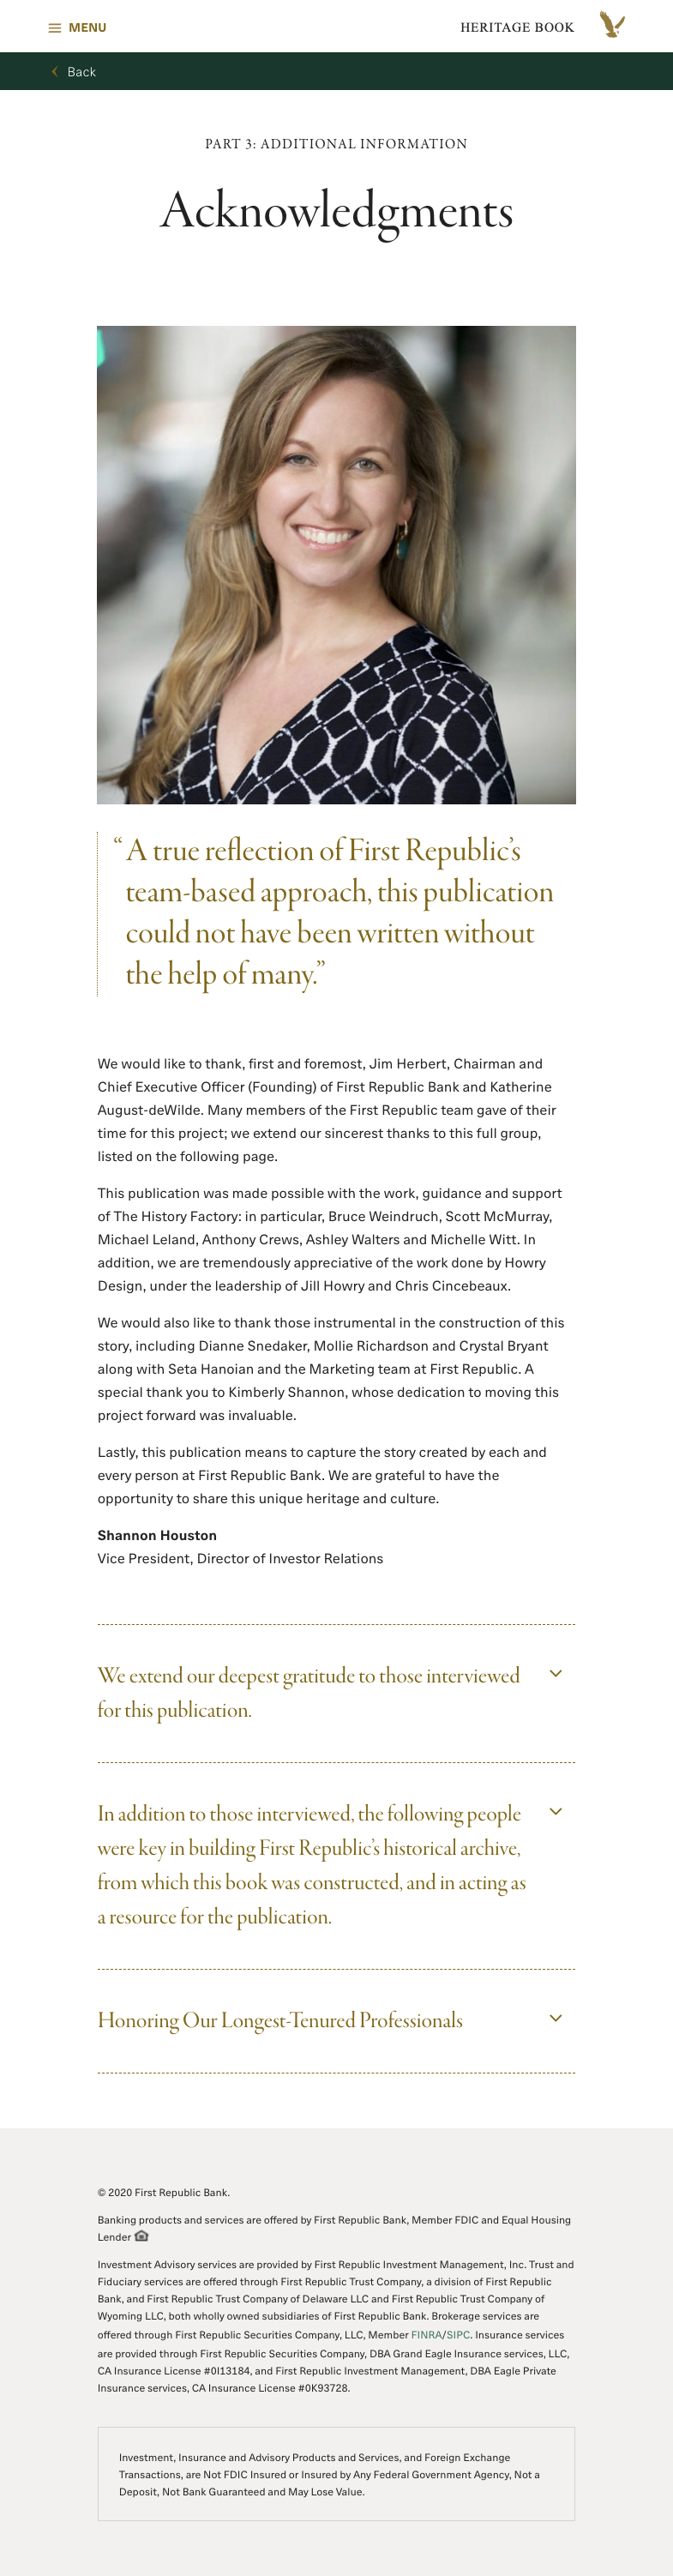 MENU
HERITAGE BOOK
Back
PART 3: ADDITIONAL INFORMATION
Acknowledgments
“ A true reflection of First Republic’s
team-based approach, this publication
could not have been written without
the help of many.”
We would like to thank, first and foremost, Jim Herbert, Chairman and
Chief Executive Officer (Founding) of First Republic Bank and Katherine
August-deWilde. Many members of the First Republic team gave of their
time for this project; we extend our sincerest thanks to this full group,
listed on the following page.
This publication was made possible with the work, guidance and support
of The History Factory: in particular, Bruce Weindruch, Scott McMurray,
Michael Leland, Anthony Crews, Ashley Walters and Michelle Witt. In
addition, we are tremendously appreciative of the work done by Howry
Design, under the leadership of Jill Howry and Chris Cincebeaux.
We would also like to thank those instrumental in the construction of this
story, including Dianne Snedaker, Mollie Richardson and Crystal Bryant
along with Seta Hanoian and the Marketing team at First Republic. A
special thank you to Kimberly Shannon, whose dedication to moving this
project forward was invaluable.
Lastly, this publication means to capture the story created by each and
every person at First Republic Bank. We are grateful to have the
opportunity to share this unique heritage and culture.
Shannon Houston
Vice President, Director of Investor Relations
We extend our deepest gratitude to those interviewed
for this publication.
In addition to those interviewed, the following people
were key in building First Republic’s historical archive,
from which this book was constructed, and in acting as
a resource for the publication.
Honoring Our Longest-Tenured Professionals
© 2020 First Republic Bank.
Banking products and services are offered by First Republic Bank, Member FDIC and Equal Housing
Lender
Investment Advisory services are provided by First Republic Investment Management, Inc. Trust and
Fiduciary services are offered through First Republic Trust Company, a division of First Republic
Bank, and First Republic Trust Company of Delaware LLC and First Republic Trust Company of
Wyoming LLC, both wholly owned subsidiaries of First Republic Bank. Brokerage services are
offered through First Republic Securities Company, LLC, Member FINRA/SIPC. Insurance services
are provided through First Republic Securities Company, DBA Grand Eagle Insurance services, LLC,
CA Insurance License #0I13184, and First Republic Investment Management, DBA Eagle Private
Insurance services, CA Insurance License #0K93728.
Investment, Insurance and Advisory Products and Services, and Foreign Exchange
Transactions, are Not FDIC Insured or Insured by Any Federal Government Agency, Not a
Deposit, Not Bank Guaranteed and May Lose Value.